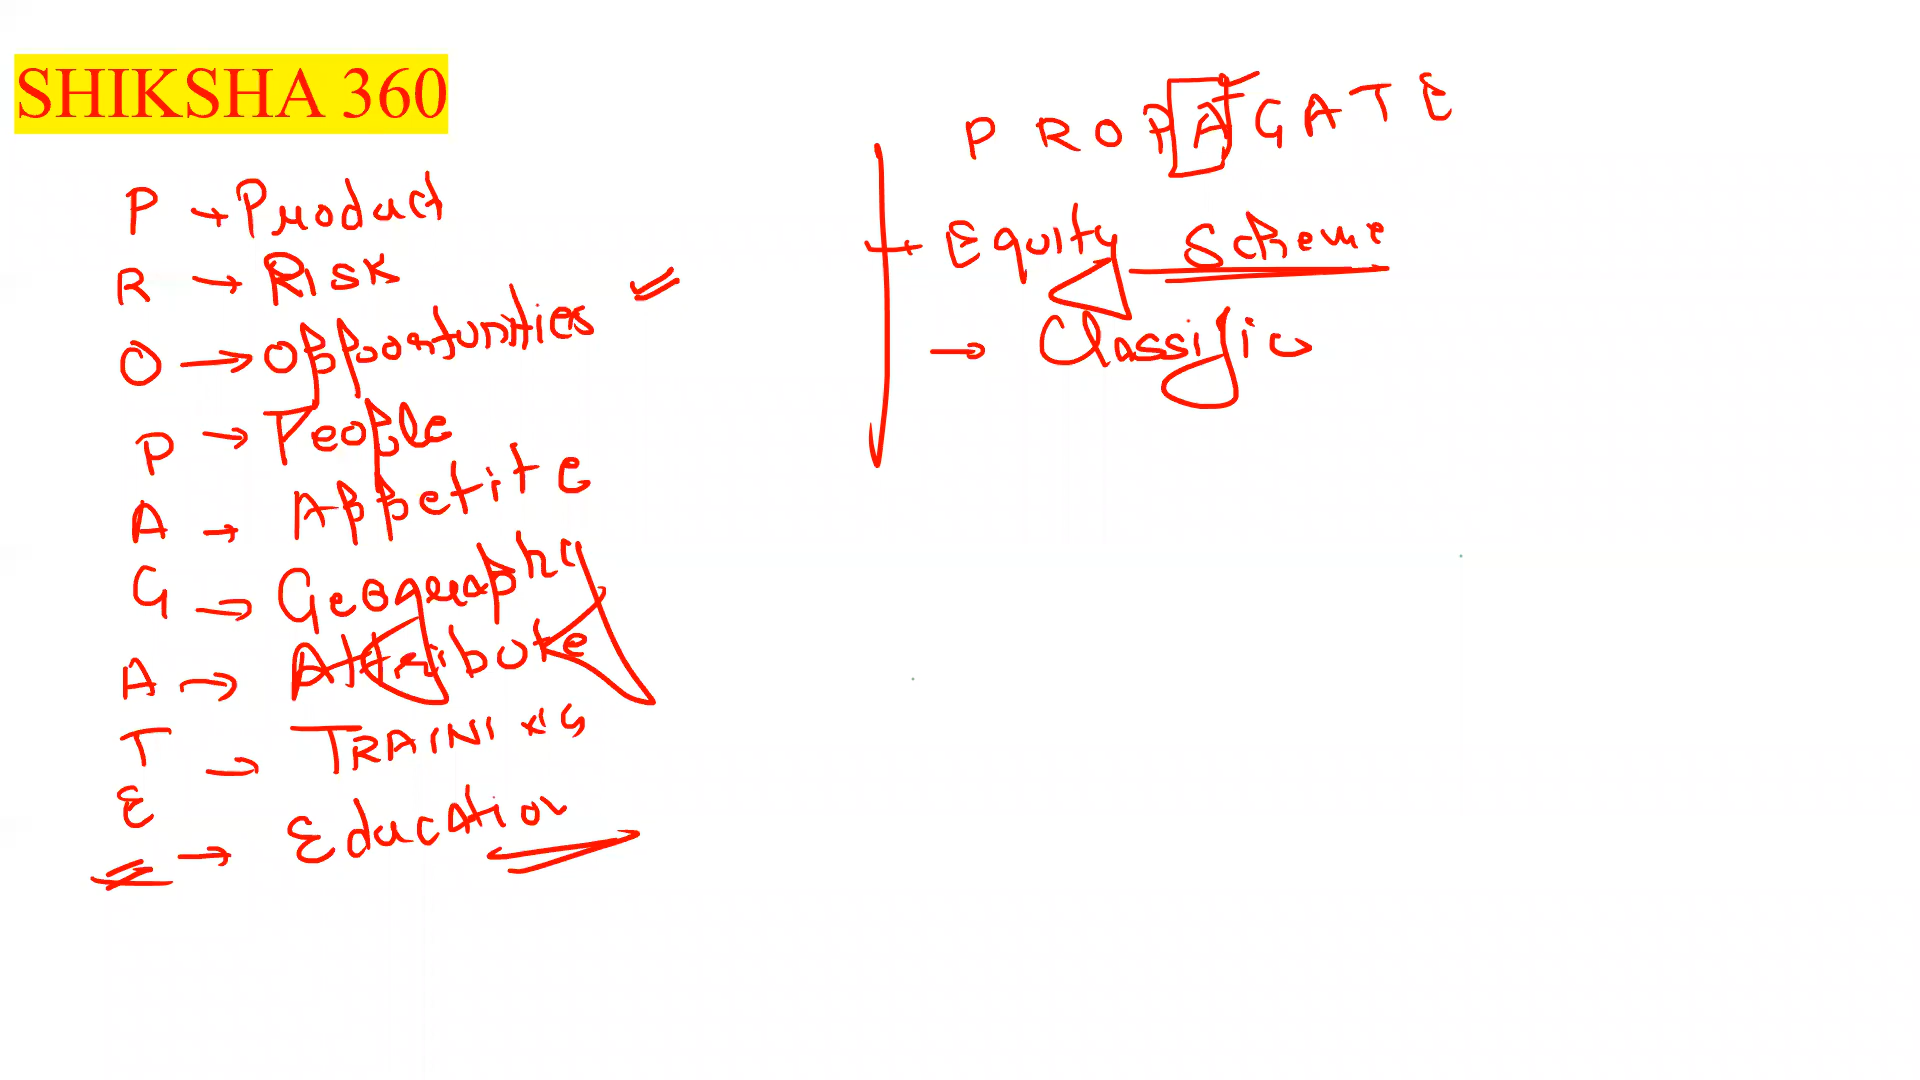 SHIKSHA 360
P → Product
R → Risk
O → Opportunities
P → People
A → Appetite
G → Geography
A → Attribute
T → TRAINING
E → Education
PROPAGATE
→ Equity Scheme
→ Classific